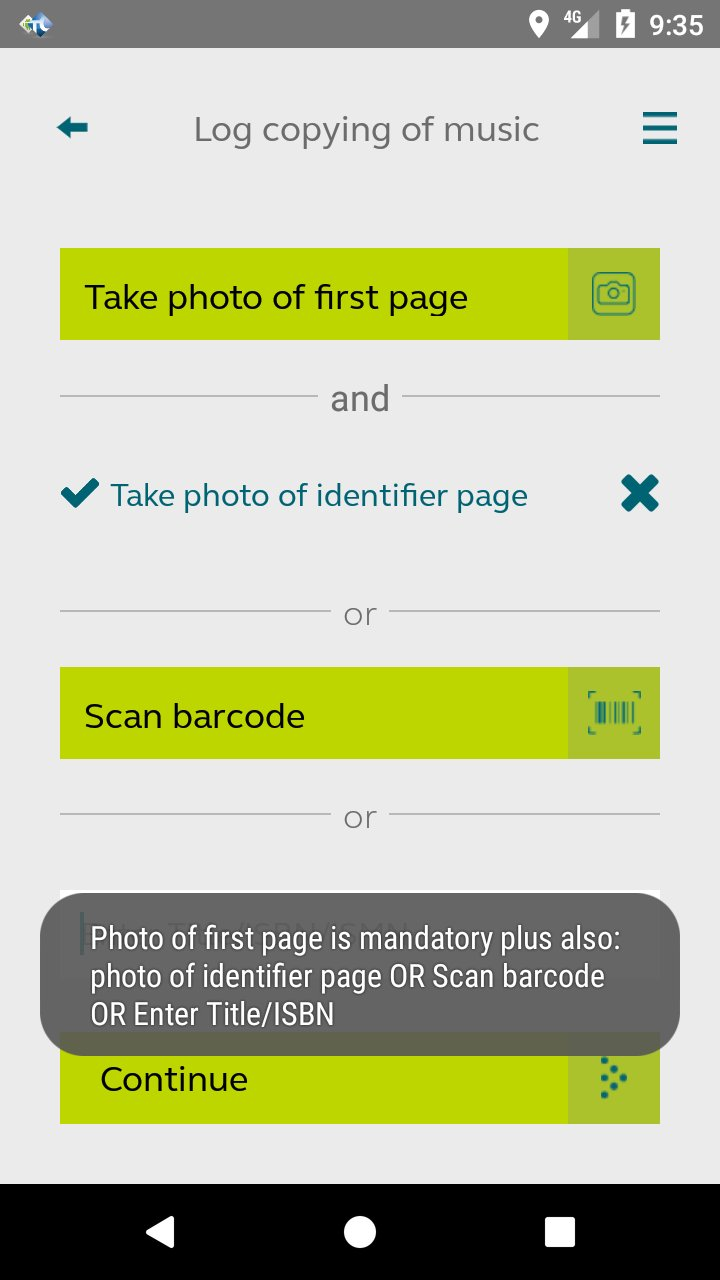 4G 9:35
Log copying of music
Take photo of first page
and
Take photo of identifier page
or
Scan barcode
or
Photo of first page is mandatory plus also:
photo of identifier page OR Scan barcode
OR Enter Title/ISBN
Continue